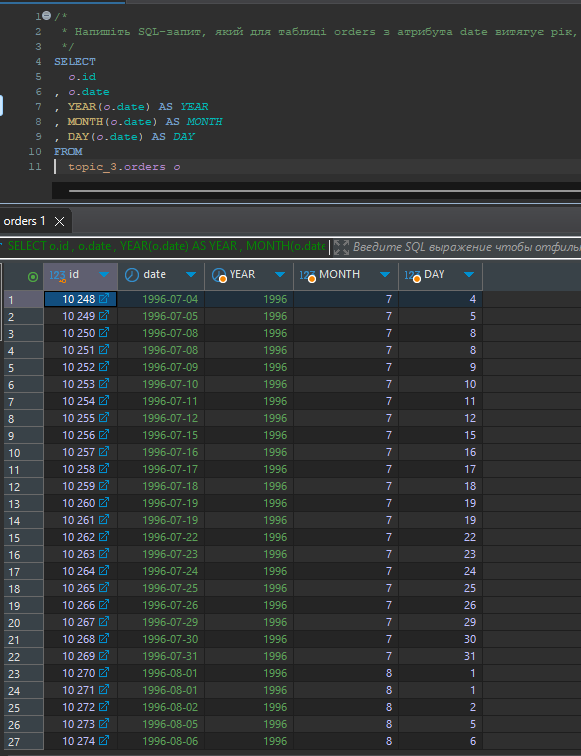 1 /*
2 * Напишіть SQL-запит, який для таблиці orders з атрибута date витягує рік,
3 */
4 SELECT
5 o.id
6 , o.date
7 , YEAR(o.date) AS YEAR
8 , MONTH(o.date) AS MONTH
9 , DAY(o.date) AS DAY
10 FROM
11 topic_3.orders o
orders 1
SELECT o.id , o.date , YEAR(o.date) AS YEAR , MONTH(o.date Введите SQL выражение чтобы отфиль
123 id date YEAR 123 MONTH 123 DAY
1 10 248 1996-07-04 1996 7 4
2 10 249 1996-07-05 1996 7 5
3 10 250 1996-07-08 1996 7 8
4 10 251 1996-07-08 1996 7 8
5 10 252 1996-07-09 1996 7 9
6 10 253 1996-07-10 1996 7 10
7 10 254 1996-07-11 1996 7 11
8 10 255 1996-07-12 1996 7 12
9 10 256 1996-07-15 1996 7 15
10 10 257 1996-07-16 1996 7 16
11 10 258 1996-07-17 1996 7 17
12 10 259 1996-07-18 1996 7 18
13 10 260 1996-07-19 1996 7 19
14 10 261 1996-07-19 1996 7 19
15 10 262 1996-07-22 1996 7 22
16 10 263 1996-07-23 1996 7 23
17 10 264 1996-07-24 1996 7 24
18 10 265 1996-07-25 1996 7 25
19 10 266 1996-07-26 1996 7 26
20 10 267 1996-07-29 1996 7 29
21 10 268 1996-07-30 1996 7 30
22 10 269 1996-07-31 1996 7 31
23 10 270 1996-08-01 1996 8 1
24 10 271 1996-08-01 1996 8 1
25 10 272 1996-08-02 1996 8 2
26 10 273 1996-08-05 1996 8 5
27 10 274 1996-08-06 1996 8 6